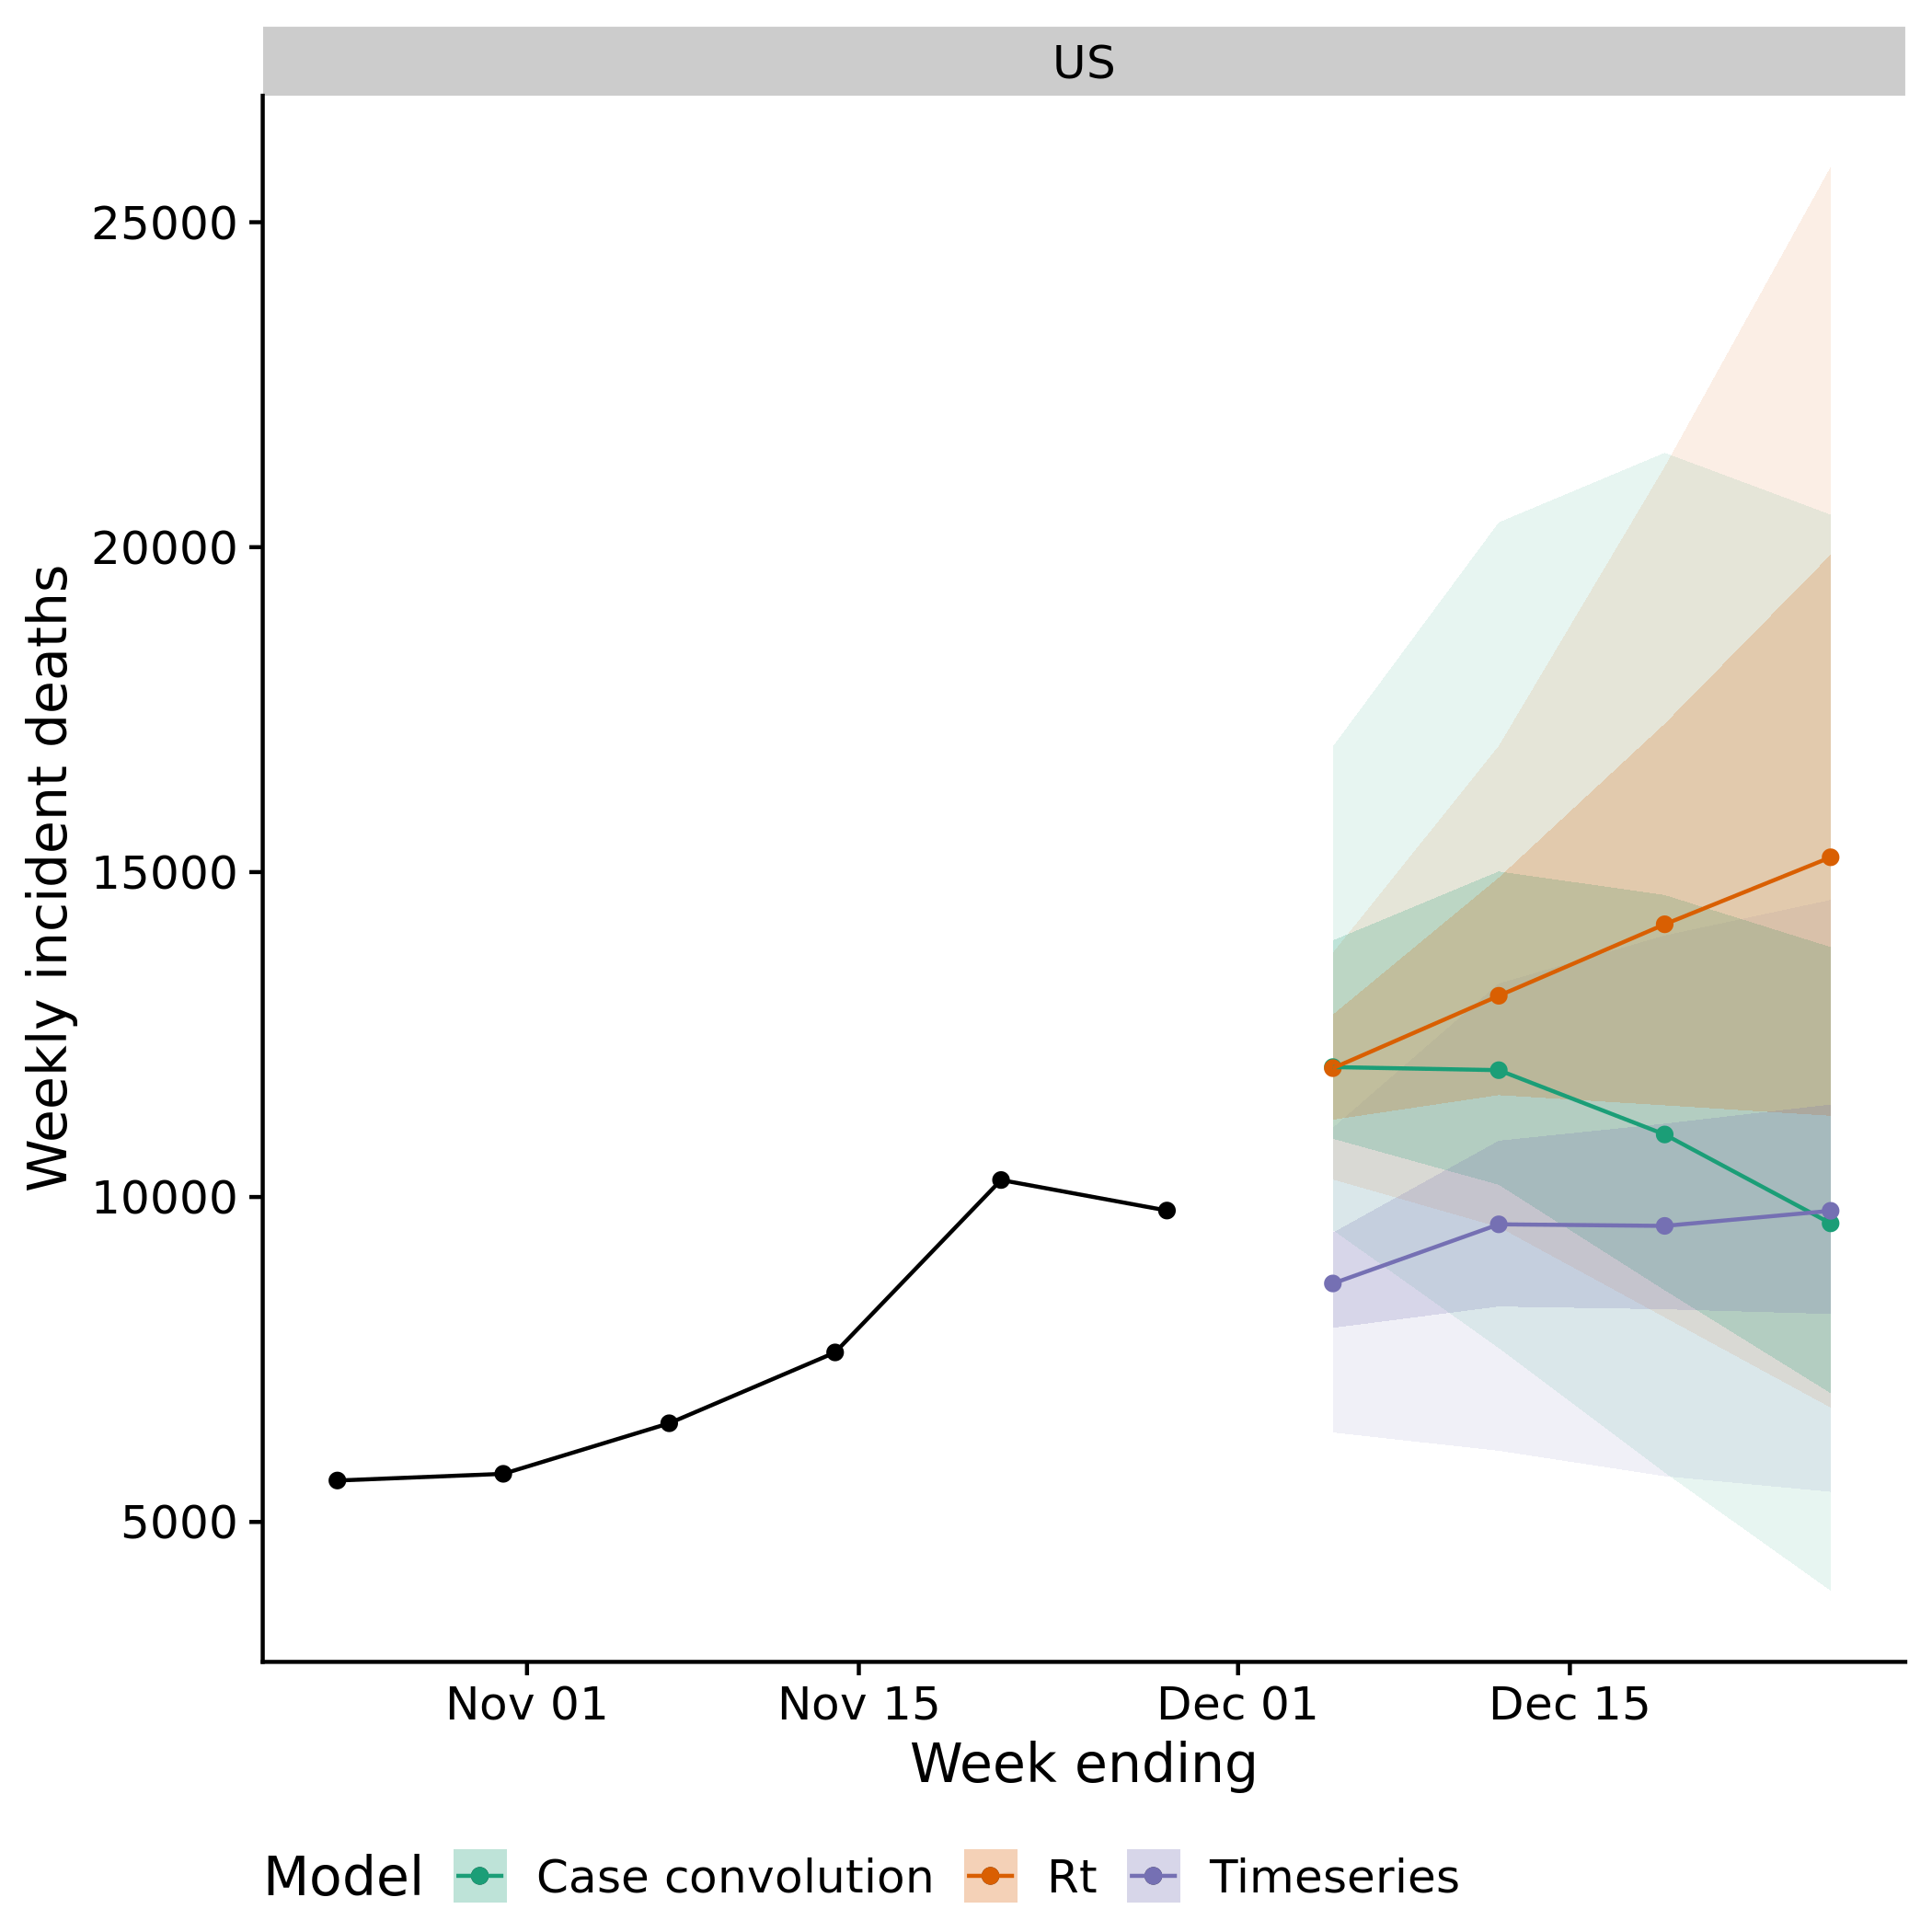 US
Weekly incident deaths
25000
20000
15000
10000
5000
Nov 01 Nov 15 Dec 01 Dec 15
Week ending
Model Case convolution Rt Timeseries